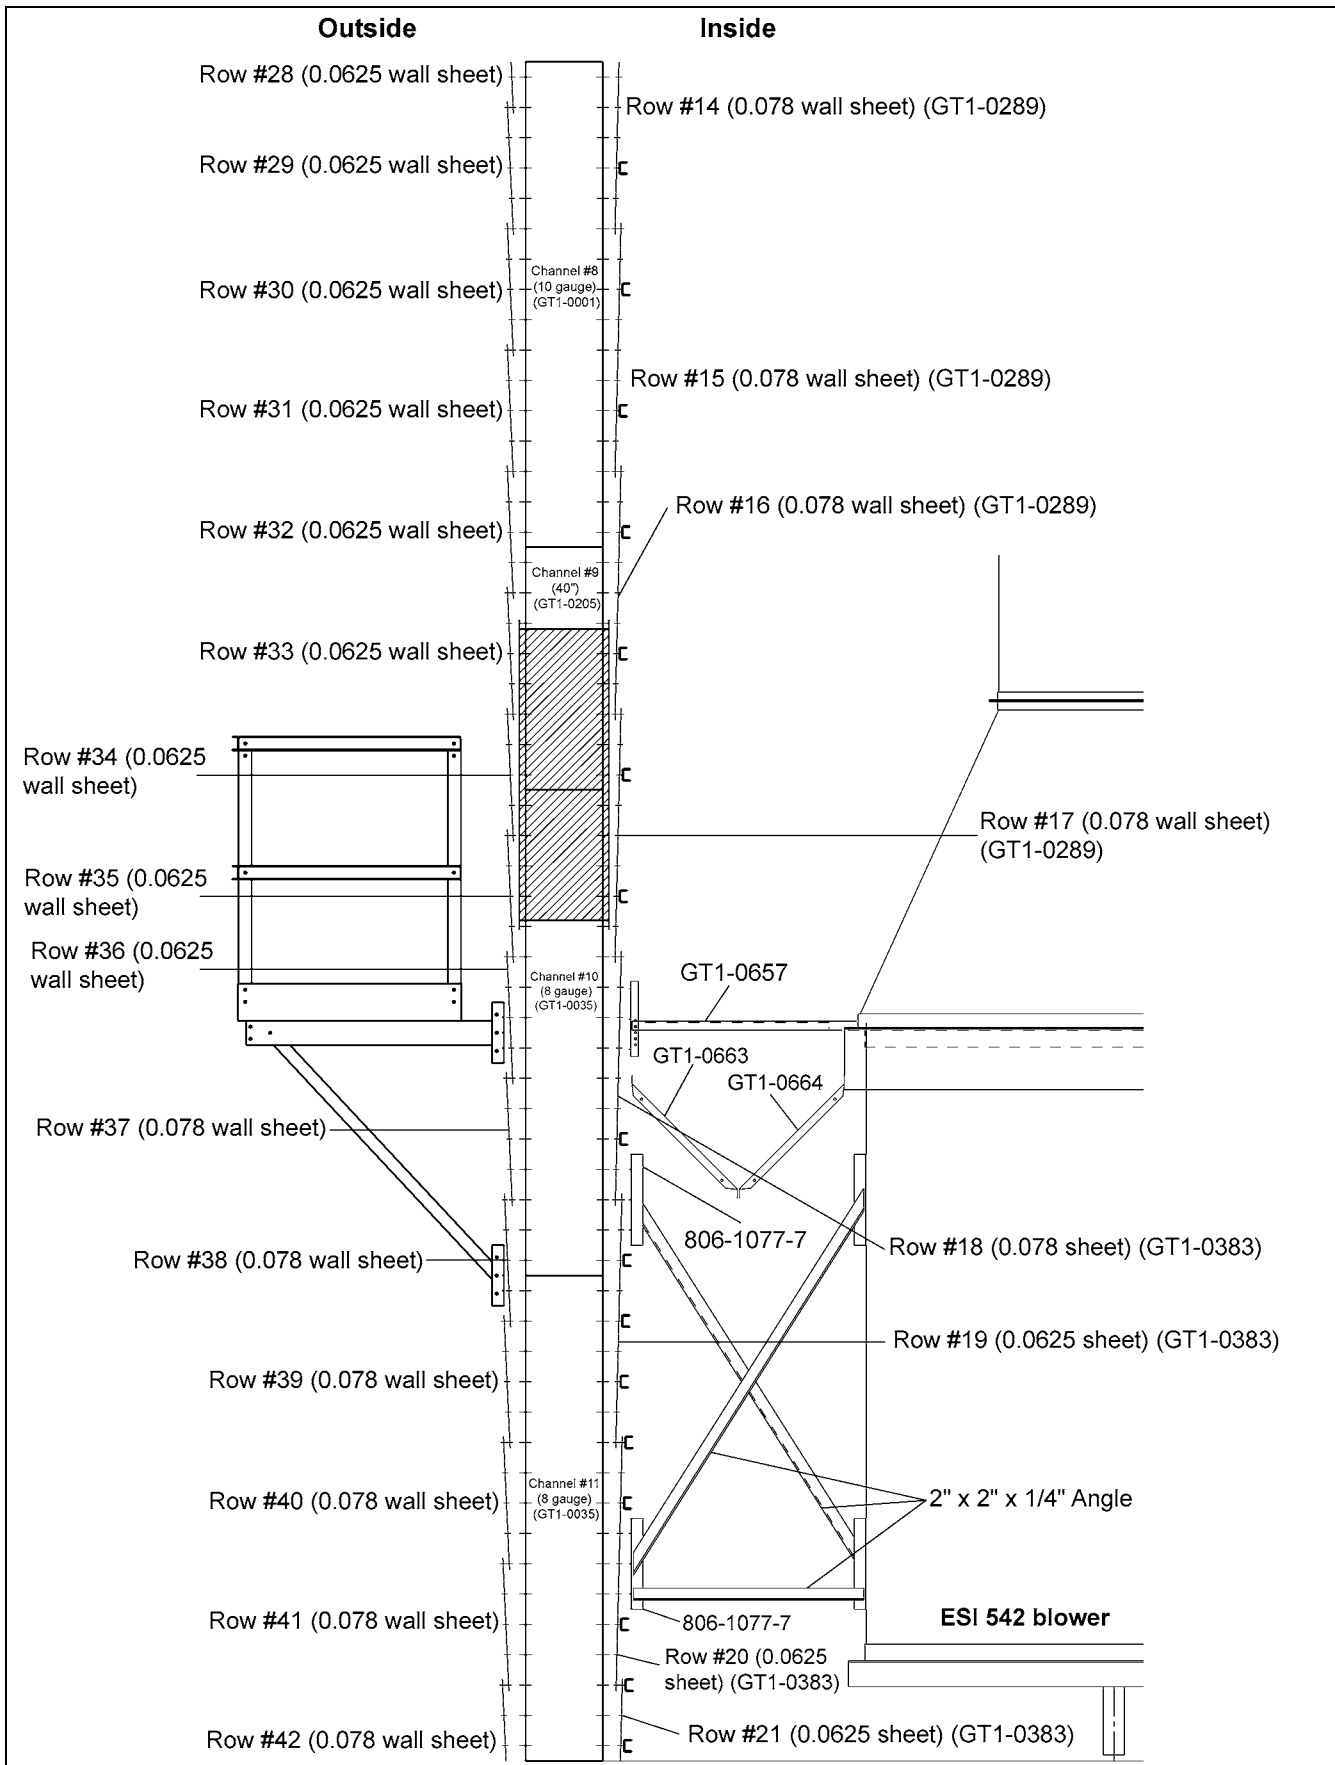 Outside
Inside
Row #28 (0.0625 wall sheet)
Row #14 (0.078 wall sheet) (GT1-0289)
Row #29 (0.0625 wall sheet)
Channel #8
(10 gauge)
(GT1-0001)
Row #30 (0.0625 wall sheet)
Row #15 (0.078 wall sheet) (GT1-0289)
Row #31 (0.0625 wall sheet)
Row #16 (0.078 wall sheet) (GT1-0289)
Row #32 (0.0625 wall sheet)
Channel #9
(40")
(GT1-0205)
Row #33 (0.0625 wall sheet)
Row #34 (0.0625
wall sheet)
Row #17 (0.078 wall sheet)
(GT1-0289)
Row #35 (0.0625
wall sheet)
Row #36 (0.0625
wall sheet)
Channel #10
(8 gauge)
(GT1-0035)
GT1-0657
GT1-0663
GT1-0664
Row #37 (0.078 wall sheet)
806-1077-7
Row #18 (0.078 sheet) (GT1-0383)
Row #38 (0.078 wall sheet)
Row #19 (0.0625 sheet) (GT1-0383)
Row #39 (0.078 wall sheet)
Channel #11
(8 gauge)
(GT1-0035)
Row #40 (0.078 wall sheet)
2" x 2" x 1/4" Angle
Row #41 (0.078 wall sheet)
806-1077-7
ESI 542 blower
Row #20 (0.0625
sheet) (GT1-0383)
Row #42 (0.078 wall sheet)
Row #21 (0.0625 sheet) (GT1-0383)